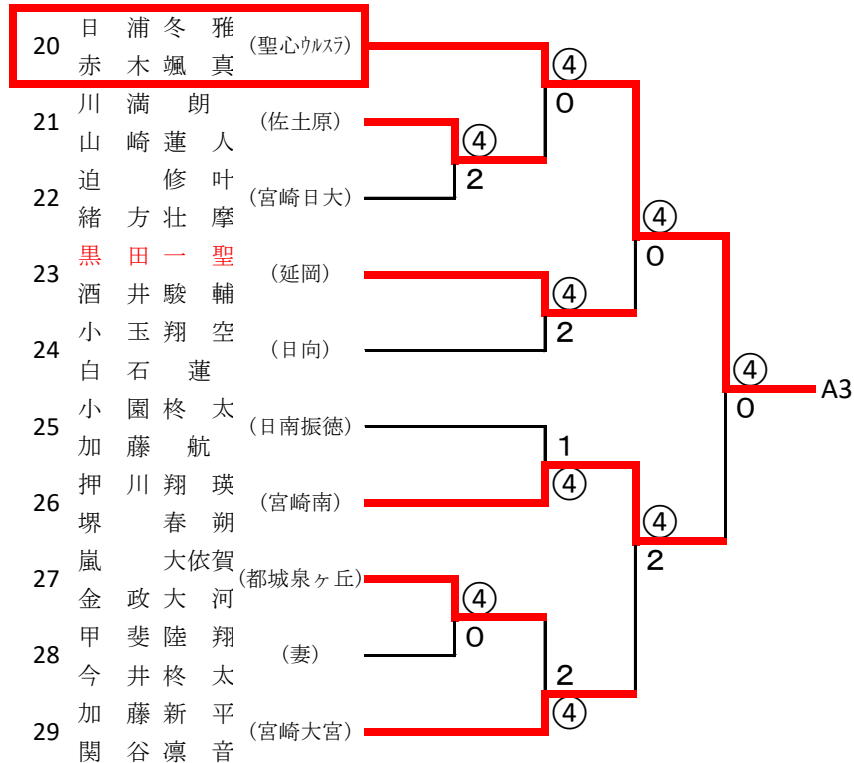 20 日浦冬雅 (聖心ウルスラ)
赤木颯真
④
0
21 川満朗 (佐土原)
山崎蓮人
④
2
22 迫修叶 (宮崎日大)
緒方壮摩
④
0
23 黒田一聖 (延岡)
酒井駿輔
④
2
24 小玉翔空 (日向)
白石蓮
④
0
A3
25 小園柊太 (日南振徳)
加藤航
1
④
26 押川翔瑛 (宮崎南)
堺春朔
④
2
27 嵐大依賀 (都城泉ヶ丘)
金政大河
④
0
28 甲斐陸翔 (妻)
今井柊太
2
④
29 加藤新平 (宮崎大宮)
関谷凛音